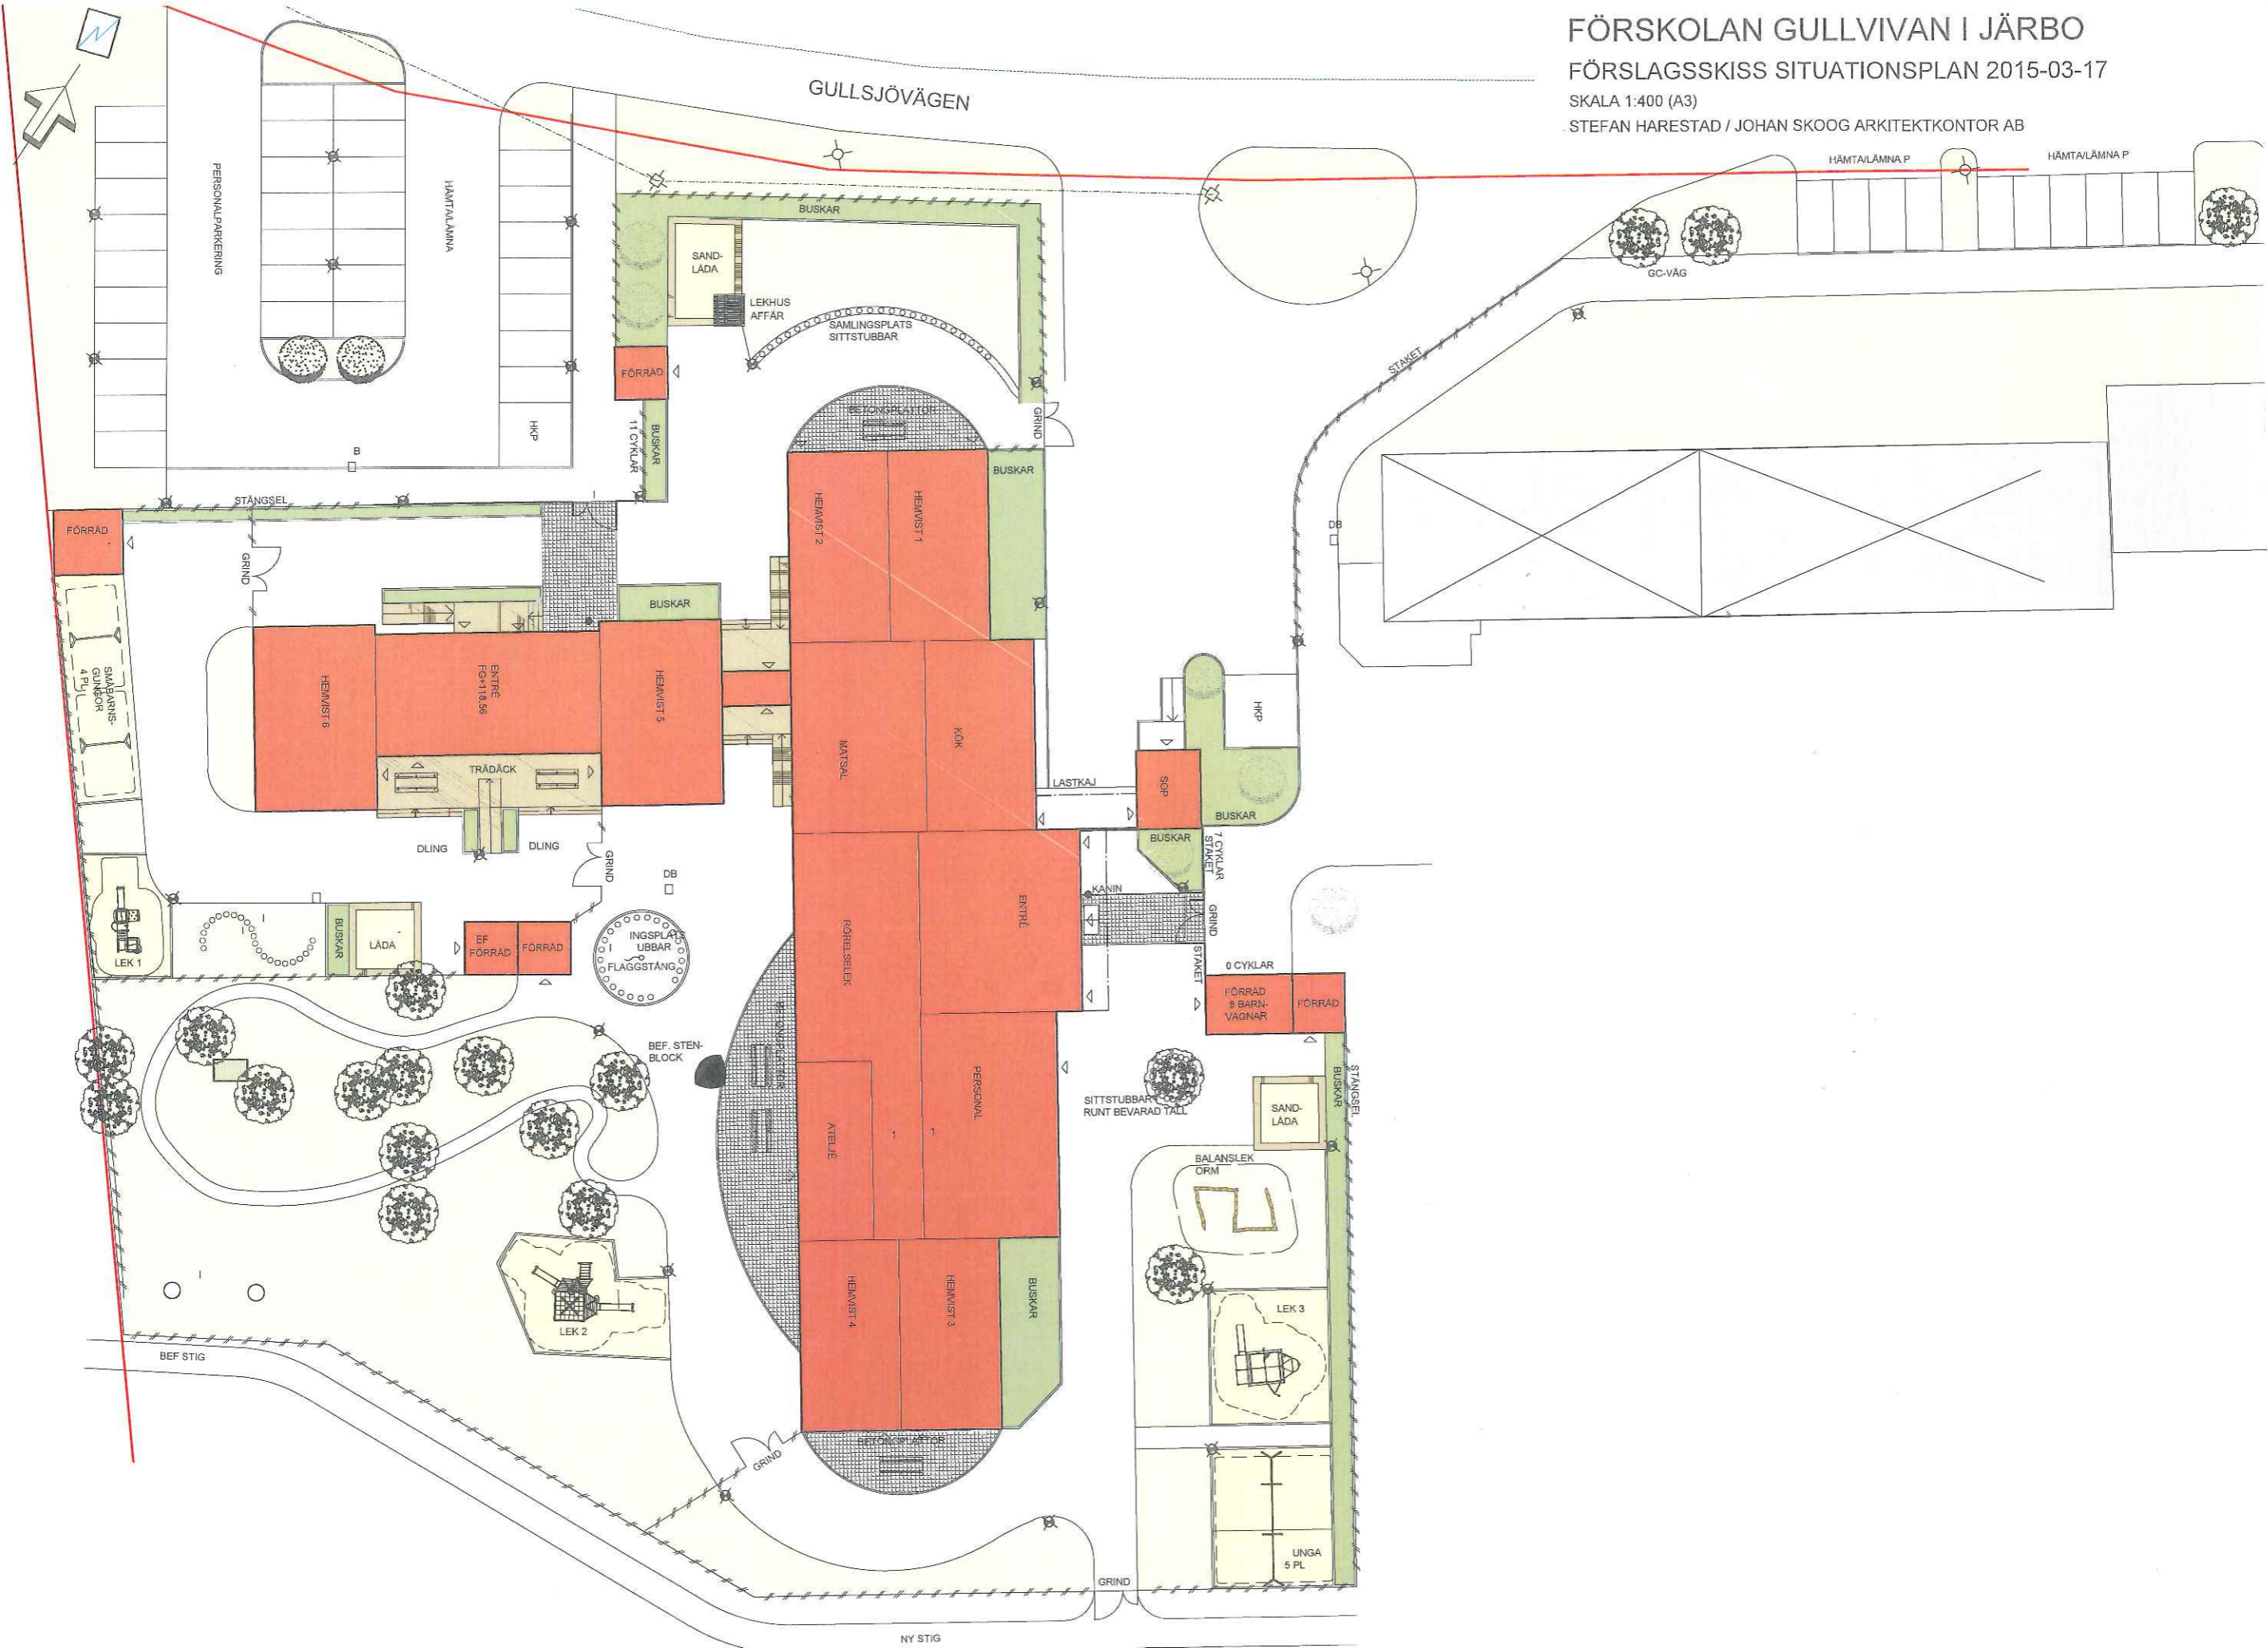 FÖRSKOLAN GULLVIVAN I JÄRBO
FÖRSLAGSSKISS SITUATIONSPLAN 2015-03-17
SKALA 1:400 (A3)
STEFAN HARESTAD / JOHAN SKOOG ARKITEKTKONTOR AB
GULLSJÖVÄGEN
HÄMTA/LÄMNA P
HÄMTA/LÄMNA P
GC-VÄG
STAKET
PERSONALPARKERING
HÄMTA/LÄMNA
HKP
B
BUSKAR
SAND-
LÅDA
LEKHUS
AFFÄR
SAMLINGSPLATS
SITTSTUBBAR
FÖRRÅD
BUSKAR
11 CYKLAR
BETONGPLATTOR
GRIND
BUSKAR
HEMVIST 2
HEMVIST 1
STÄNGSEL
FÖRRÅD
GRIND
BUSKAR
DB
SMÅBARNS-
GUNGOR
4 PL
HEMVIST 6
ENTRÉ
FG+118,56
HEMVIST 5
TRÄDÄCK
MATSAL
KÖK
HKP
SOP
LASTKAJ
BUSKAR
BUSKAR
7 CYKLAR
STAKET
DLING
DLING
GRIND
DB
KANIN
GRIND
STAKET
ENTRÉ
RÖRELSELEK
LEK 1
BUSKAR
LÅDA
EF
FÖRRÅD
FÖRRÅD
INGSPLATS
UBBAR
FLAGGSTÅNG
0 CYKLAR
FÖRRÅD
8 BARN-
VAGNAR
FÖRRÅD
BEF. STEN-
BLOCK
BETONGPLATTOR
ATELJÉ
1
1
PERSONAL
SITTSTUBBAR
RUNT BEVARAD TALL
SAND-
LÅDA
BUSKAR
STÄNGSEL
BALANSLEK
ORM
LEK 2
HEMVIST 4
HEMVIST 3
BUSKAR
LEK 3
BEF STIG
BETONGPLATTOR
GRIND
UNGA
5 PL
GRIND
NY STIG